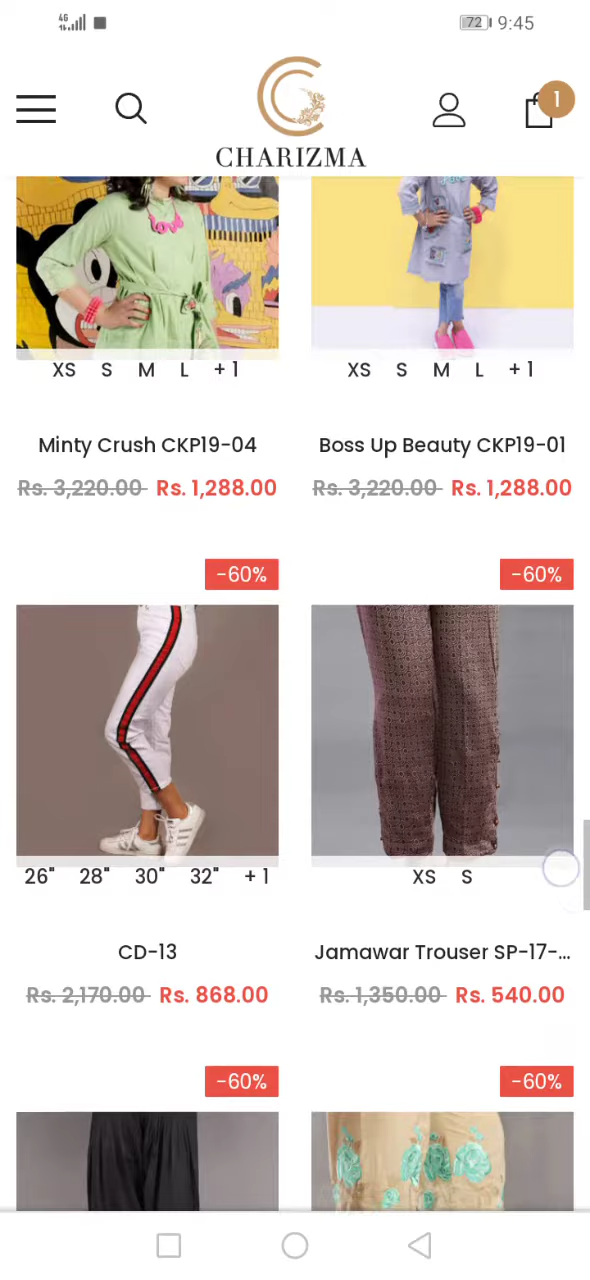 4G
72 9:45
1
CHARIZMA
XS S M L + 1
XS S M L + 1
Minty Crush CKP19-04
Boss Up Beauty CKP19-01
Rs. 3,220.00 Rs. 1,288.00
Rs. 3,220.00 Rs. 1,288.00
-60%
-60%
26" 28" 30" 32" + 1
XS S
CD-13
Jamawar Trouser SP-17-...
Rs. 2,170.00 Rs. 868.00
Rs. 1,350.00 Rs. 540.00
-60%
-60%